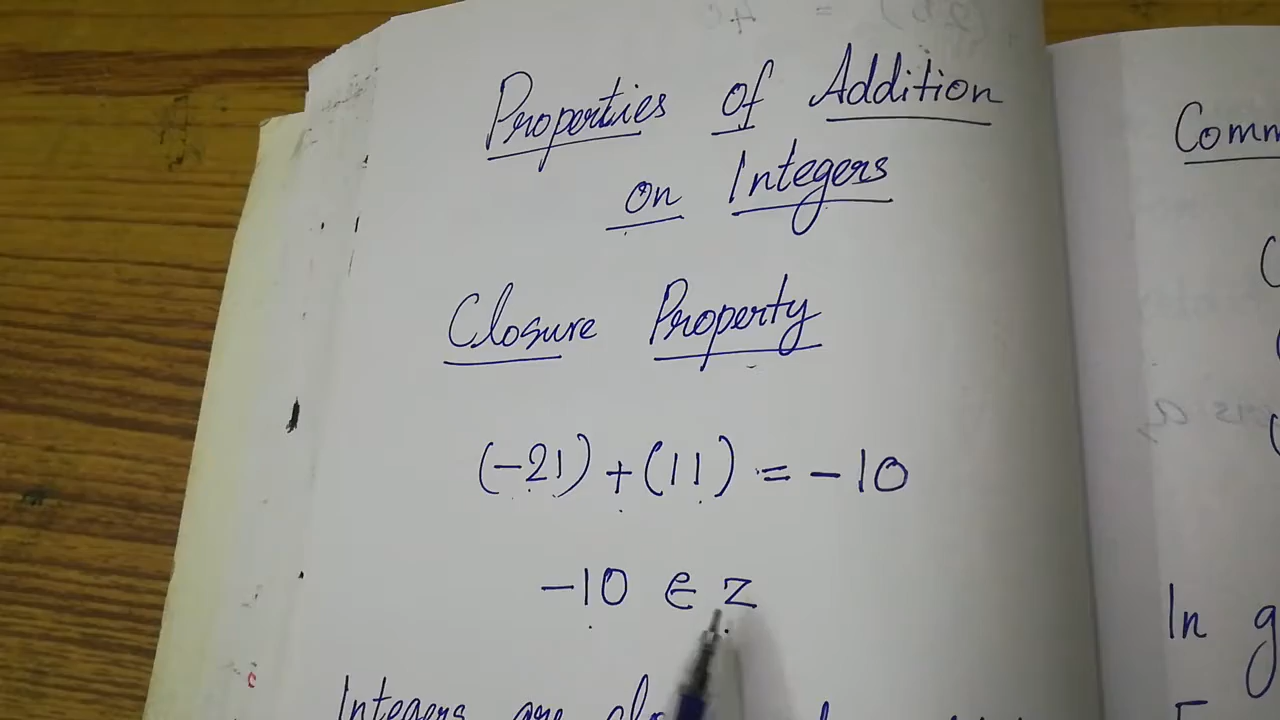 Properties of Addition
on Integers
Closure Property
(-21) + (11) = -10
-10 ∈ z
Integers are
Comm
In g